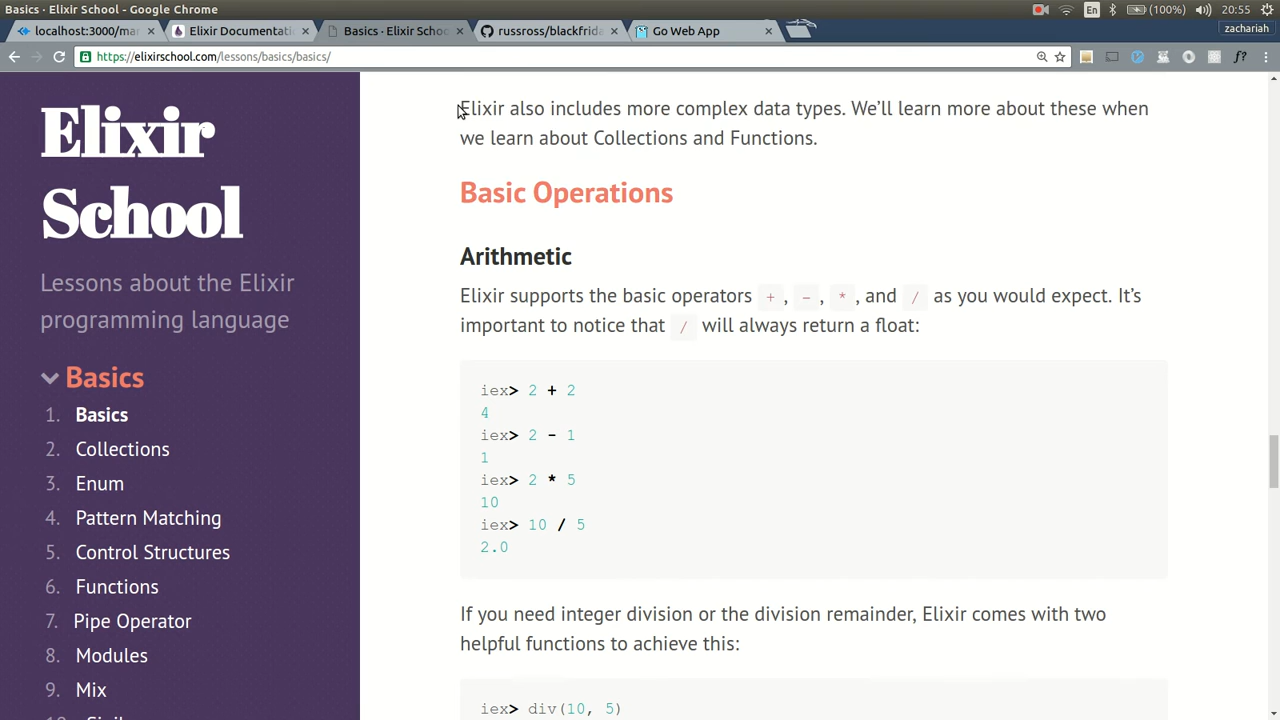 Basics · Elixir School - Google Chrome
En
(100%)
20:55
localhost:3000/mar
Elixir Documentati
Basics · Elixir Schoo
russross/blackfrida
Go Web App
zachariah
https://elixirschool.com/lessons/basics/basics/
f?
Elixir
School
Lessons about the Elixir
programming language
Basics
1. Basics
2. Collections
3. Enum
4. Pattern Matching
5. Control Structures
6. Functions
7. Pipe Operator
8. Modules
9. Mix
Elixir also includes more complex data types. We’ll learn more about these when
we learn about Collections and Functions.
Basic Operations
Arithmetic
Elixir supports the basic operators + , - , * , and / as you would expect. It’s
important to notice that / will always return a float:
iex> 2 + 2
4
iex> 2 - 1
1
iex> 2 * 5
10
iex> 10 / 5
2.0
If you need integer division or the division remainder, Elixir comes with two
helpful functions to achieve this:
iex> div(10, 5)